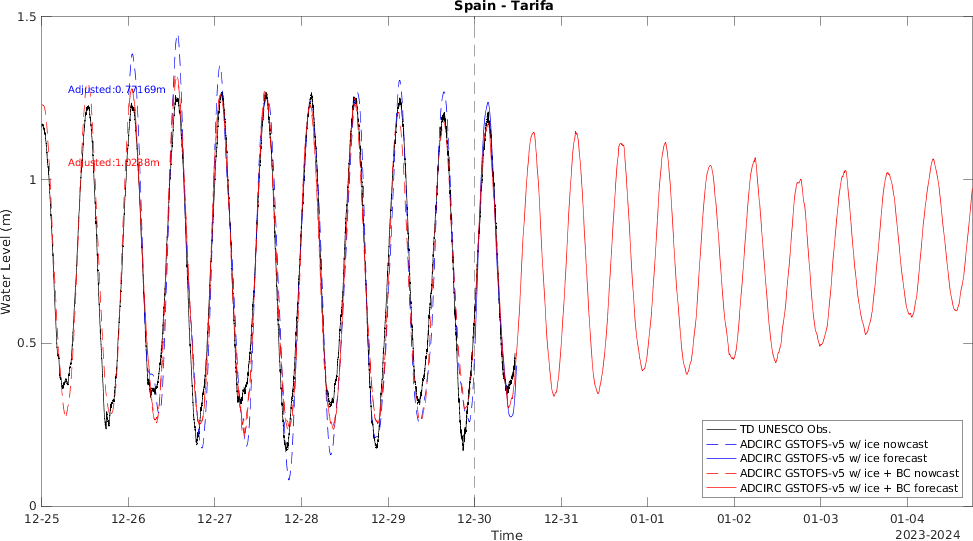 Spain - Tarifa
1.5
1
0.5
0
Water Level (m)
Adjusted:0.77169m
Adjusted:1.0238m
TD UNESCO Obs.
ADCIRC GSTOFS-v5 w/ ice nowcast
ADCIRC GSTOFS-v5 w/ ice forecast
ADCIRC GSTOFS-v5 w/ ice + BC nowcast
ADCIRC GSTOFS-v5 w/ ice + BC forecast
12-25 12-26 12-27 12-28 12-29 12-30 12-31 01-01 01-02 01-03 01-04
Time
2023-2024